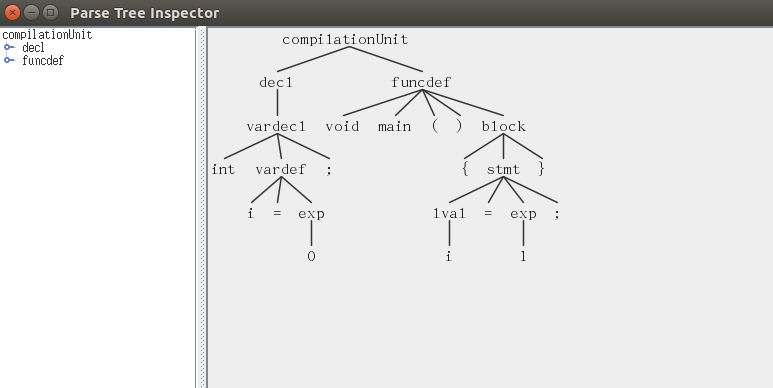 Parse Tree Inspector
compilationUnit
decl
funcdef
compilationUnit
decl funcdef
vardecl void main ( ) block
int vardef ; { stmt }
i = exp lval = exp ;
0 i 1